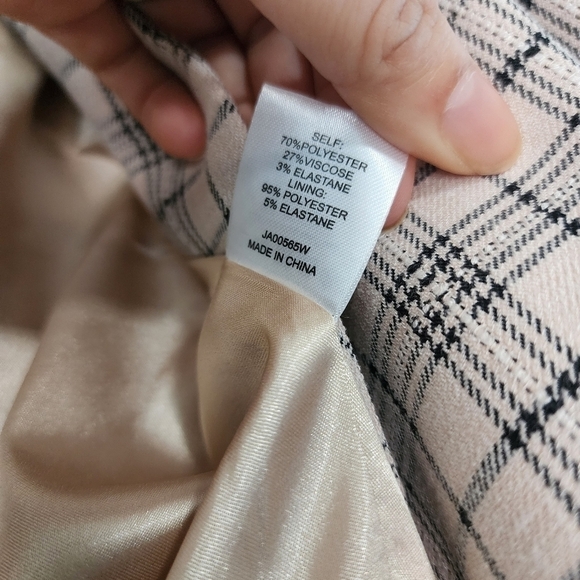 SELF:
70%POLYESTER
27%VISCOSE
3% ELASTANE
LINING:
95% POLYESTER
5% ELASTANE
JA00565W
MADE IN CHINA